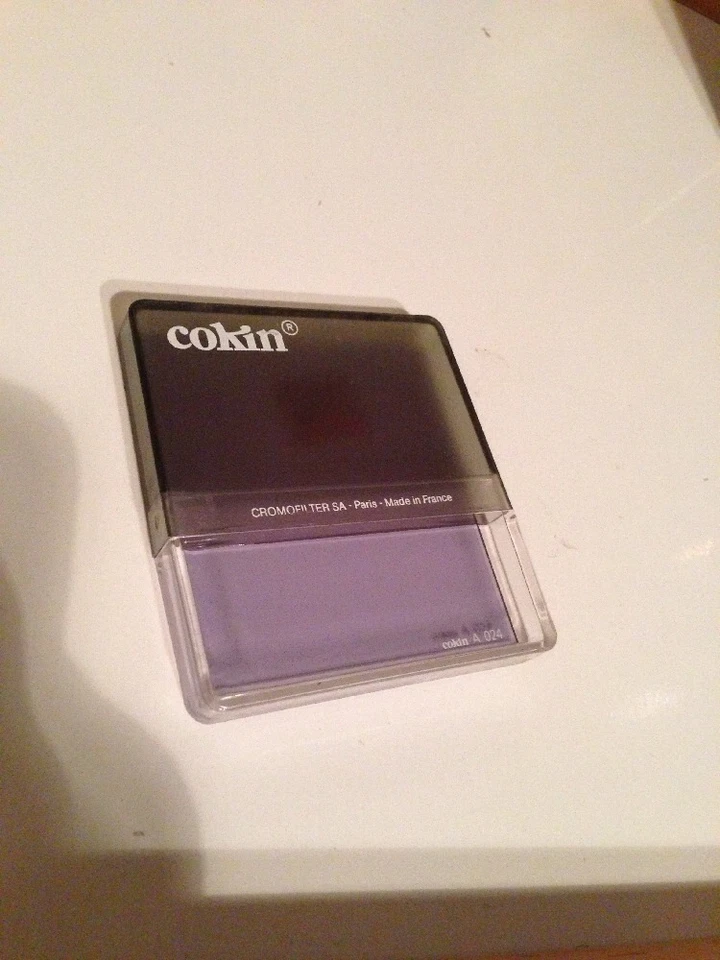 cokin®
CROMOFILTER SA - Paris - Made in France
cokin A 024